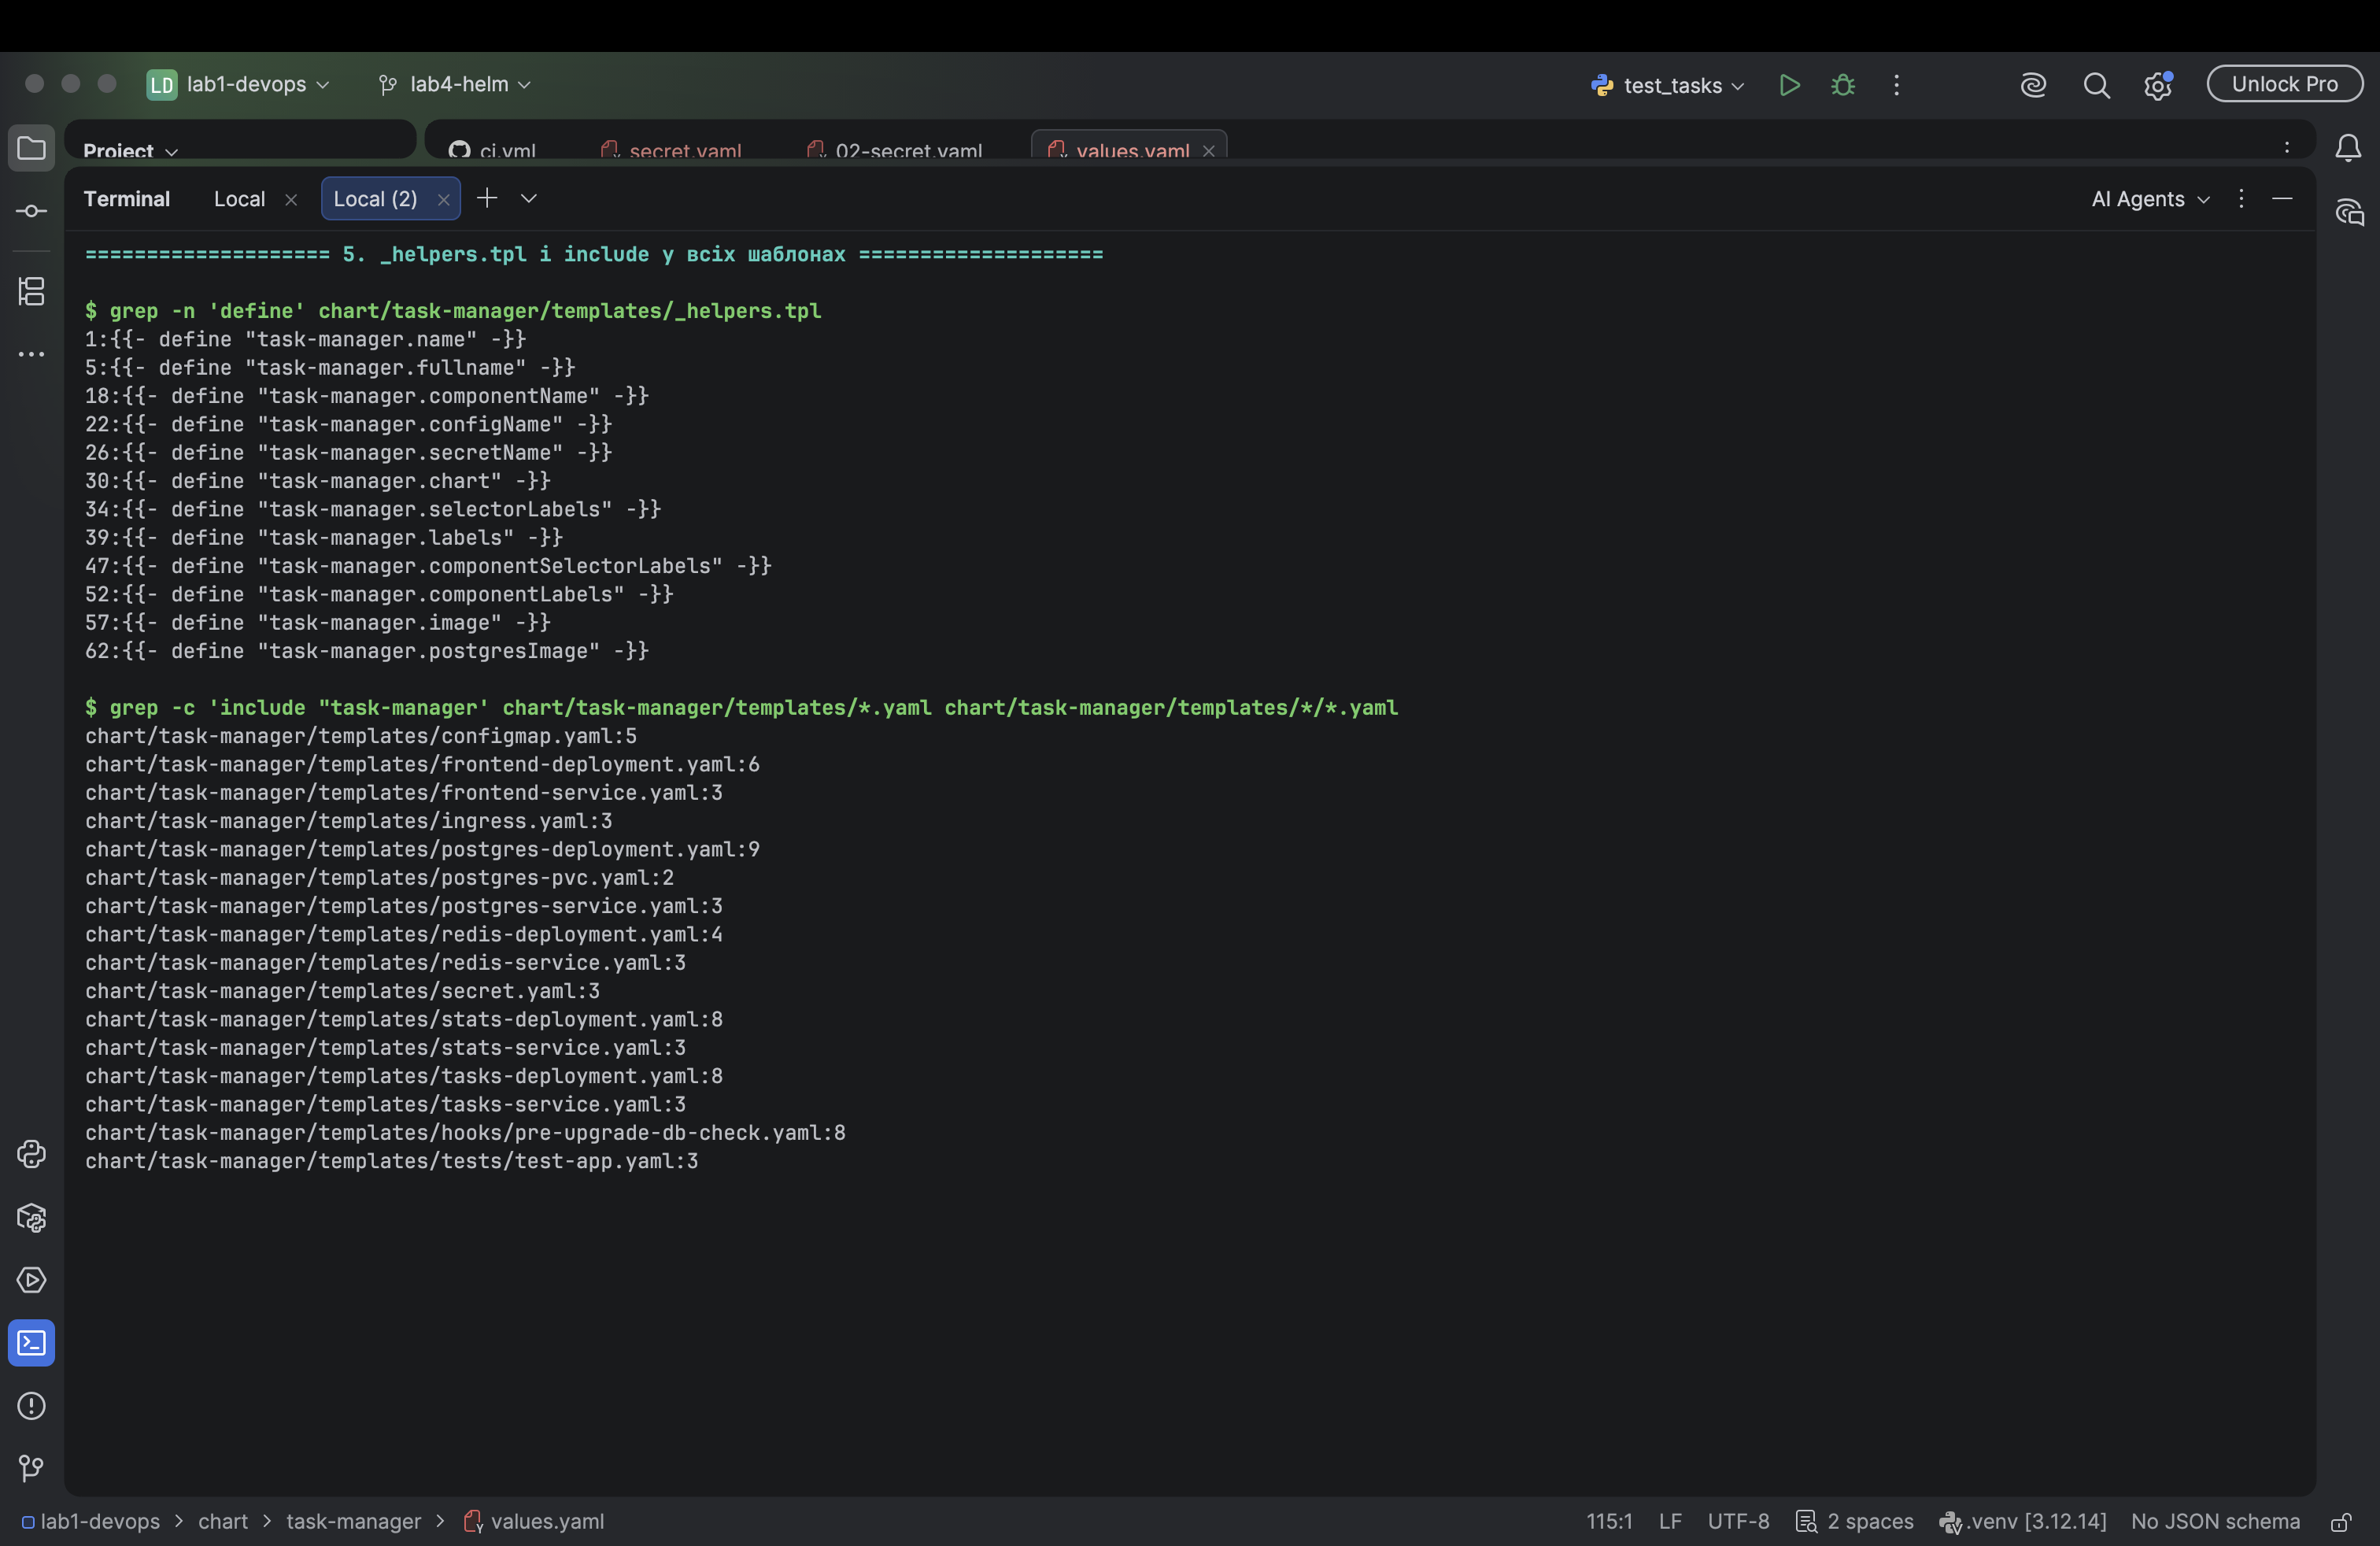 LD lab1-devops
lab4-helm
test_tasks
Unlock Pro
Project
ci.yml
secret.yaml
02-secret.yaml
values.yaml
Terminal
Local
Local (2)
AI Agents
==================== 5. _helpers.tpl і include у всіх шаблонах ====================
$ grep -n 'define' chart/task-manager/templates/_helpers.tpl
1:{{- define "task-manager.name" -}}
5:{{- define "task-manager.fullname" -}}
18:{{- define "task-manager.componentName" -}}
22:{{- define "task-manager.configName" -}}
26:{{- define "task-manager.secretName" -}}
30:{{- define "task-manager.chart" -}}
34:{{- define "task-manager.selectorLabels" -}}
39:{{- define "task-manager.labels" -}}
47:{{- define "task-manager.componentSelectorLabels" -}}
52:{{- define "task-manager.componentLabels" -}}
57:{{- define "task-manager.image" -}}
62:{{- define "task-manager.postgresImage" -}}
$ grep -c 'include "task-manager' chart/task-manager/templates/*.yaml chart/task-manager/templates/*/*.yaml
chart/task-manager/templates/configmap.yaml:5
chart/task-manager/templates/frontend-deployment.yaml:6
chart/task-manager/templates/frontend-service.yaml:3
chart/task-manager/templates/ingress.yaml:3
chart/task-manager/templates/postgres-deployment.yaml:9
chart/task-manager/templates/postgres-pvc.yaml:2
chart/task-manager/templates/postgres-service.yaml:3
chart/task-manager/templates/redis-deployment.yaml:4
chart/task-manager/templates/redis-service.yaml:3
chart/task-manager/templates/secret.yaml:3
chart/task-manager/templates/stats-deployment.yaml:8
chart/task-manager/templates/stats-service.yaml:3
chart/task-manager/templates/tasks-deployment.yaml:8
chart/task-manager/templates/tasks-service.yaml:3
chart/task-manager/templates/hooks/pre-upgrade-db-check.yaml:8
chart/task-manager/templates/tests/test-app.yaml:3
lab1-devops > chart > task-manager > values.yaml
115:1
LF
UTF-8
2 spaces
.venv [3.12.14]
No JSON schema